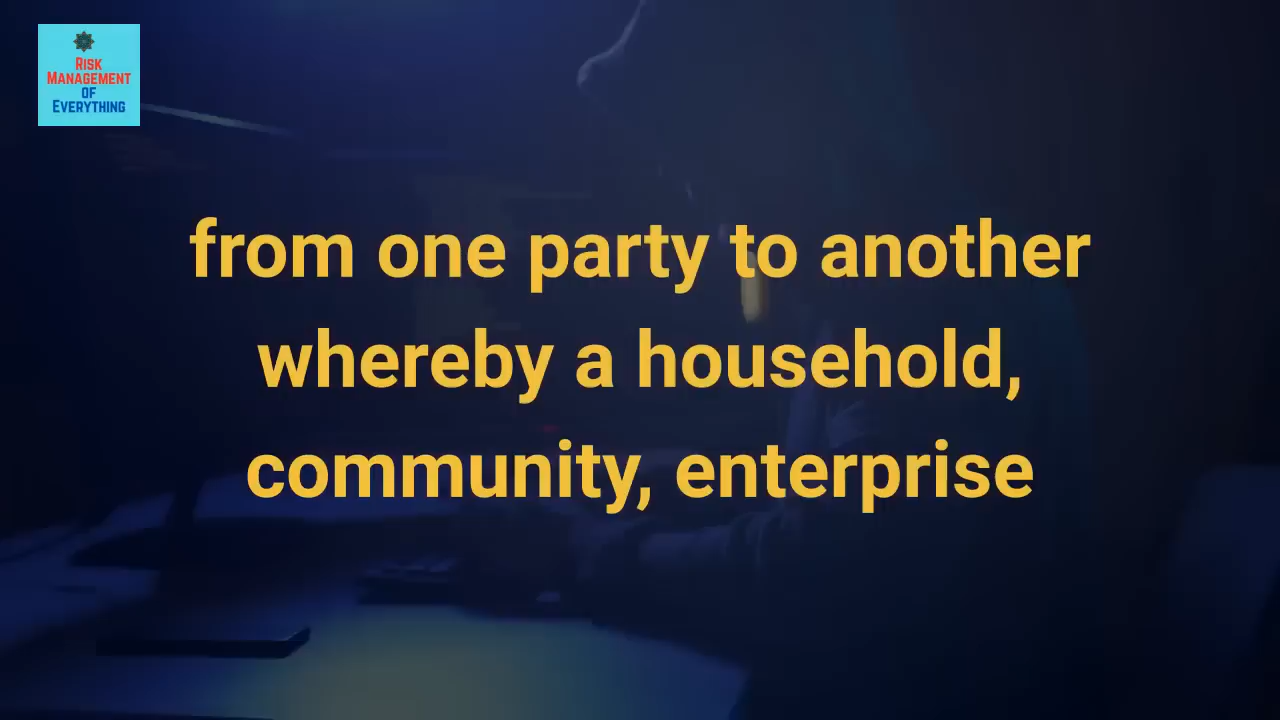 Risk
Management
of
Everything
from one party to another
whereby a household,
community, enterprise